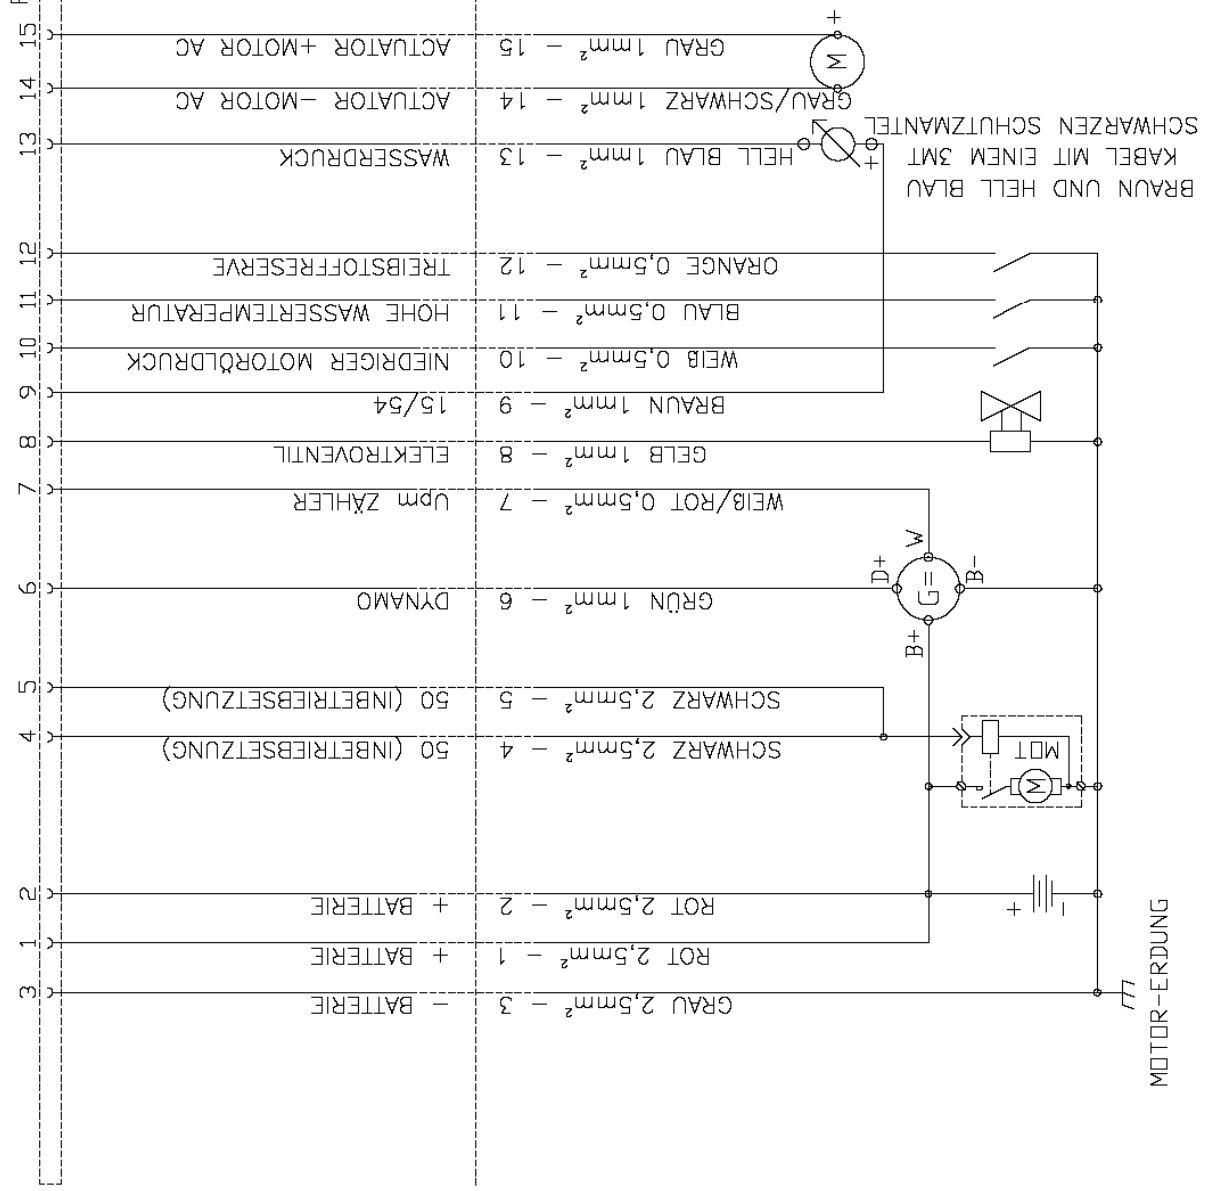 15 ACTUATOR +MOTOR AC 15 - GRAU 1mm² +
M
14 ACTUATOR -MOTOR AC 14 - GRAU/SCHWARZ 1mm²
13 WASSERDRUCK 13 - HELL BLAU 1mm² +
BRAUN UND HELL BLAU
KABEL MIT EINEM 3MT
SCHWARZEN SCHUTZMANTEL
12 TREIBSTOFFRESERVE 12 - ORANGE 0,5mm²
11 HOHE WASSERTEMPERATUR 11 - BLAU 0,5mm²
10 NIEDRIGER MOTORÖLDRUCK 10 - WEIß 0,5mm²
9 15/54 9 - BRAUN 1mm²
8 ELEKTROVENTIL 8 - GELB 1mm²
7 Upm ZÄHLER 7 - WEIß/ROT 0,5mm²
W
D+ G= B-
6 DYNAMO 6 - GRÜN 1mm²
B+
5 50 (INBETRIEBSETZUNG) 5 - SCHWARZ 2,5mm²
4 50 (INBETRIEBSETZUNG) 4 - SCHWARZ 2,5mm²
MOT
M
2 + BATTERIE 2 - ROT 2,5mm²
+ -
1 + BATTERIE 1 - ROT 2,5mm²
3 - BATTERIE 3 - GRAU 2,5mm²
MOTOR-ERDUNG